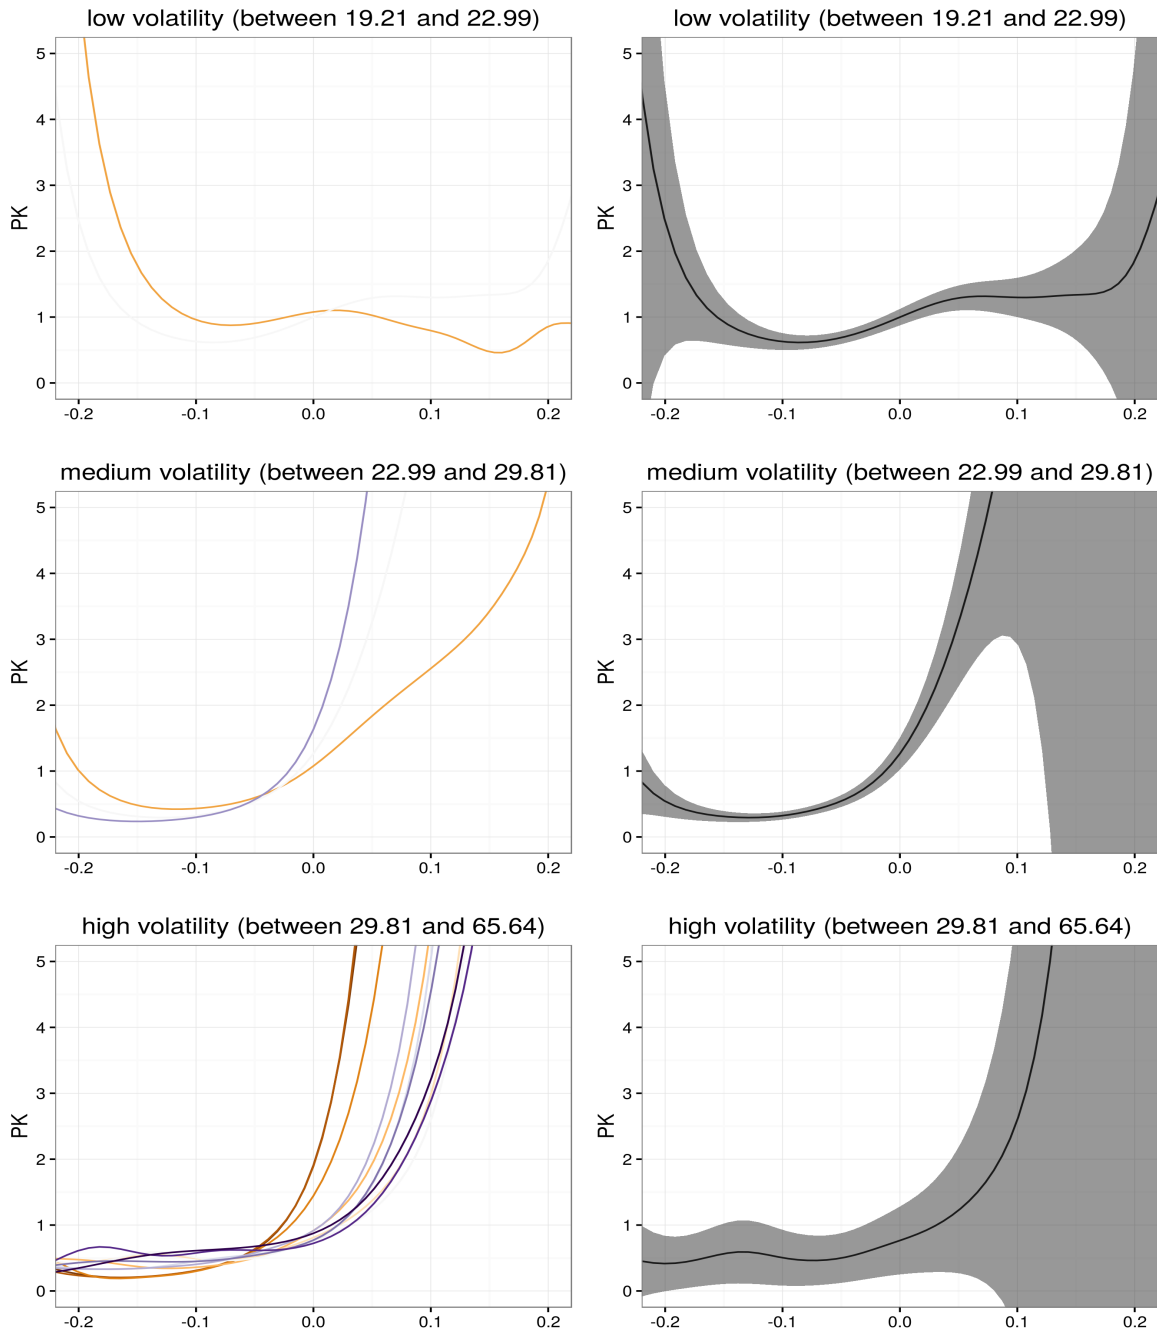 low volatility (between 19.21 and 22.99)
PK
5
4
3
2
1
0
-0.2 -0.1 0.0 0.1 0.2
low volatility (between 19.21 and 22.99)
PK
5
4
3
2
1
0
-0.2 -0.1 0.0 0.1 0.2
medium volatility (between 22.99 and 29.81)
PK
5
4
3
2
1
0
-0.2 -0.1 0.0 0.1 0.2
medium volatility (between 22.99 and 29.81)
PK
5
4
3
2
1
0
-0.2 -0.1 0.0 0.1 0.2
high volatility (between 29.81 and 65.64)
PK
5
4
3
2
1
0
-0.2 -0.1 0.0 0.1 0.2
high volatility (between 29.81 and 65.64)
PK
5
4
3
2
1
0
-0.2 -0.1 0.0 0.1 0.2